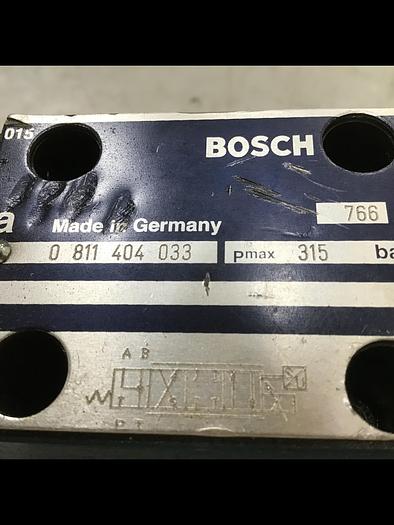 015
BOSCH
a Made in Germany
766
0 811 404 033 pmax 315 ba
A B
P T